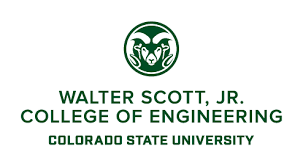 WALTER SCOTT, JR.
COLLEGE OF ENGINEERING
COLORADO STATE UNIVERSITY